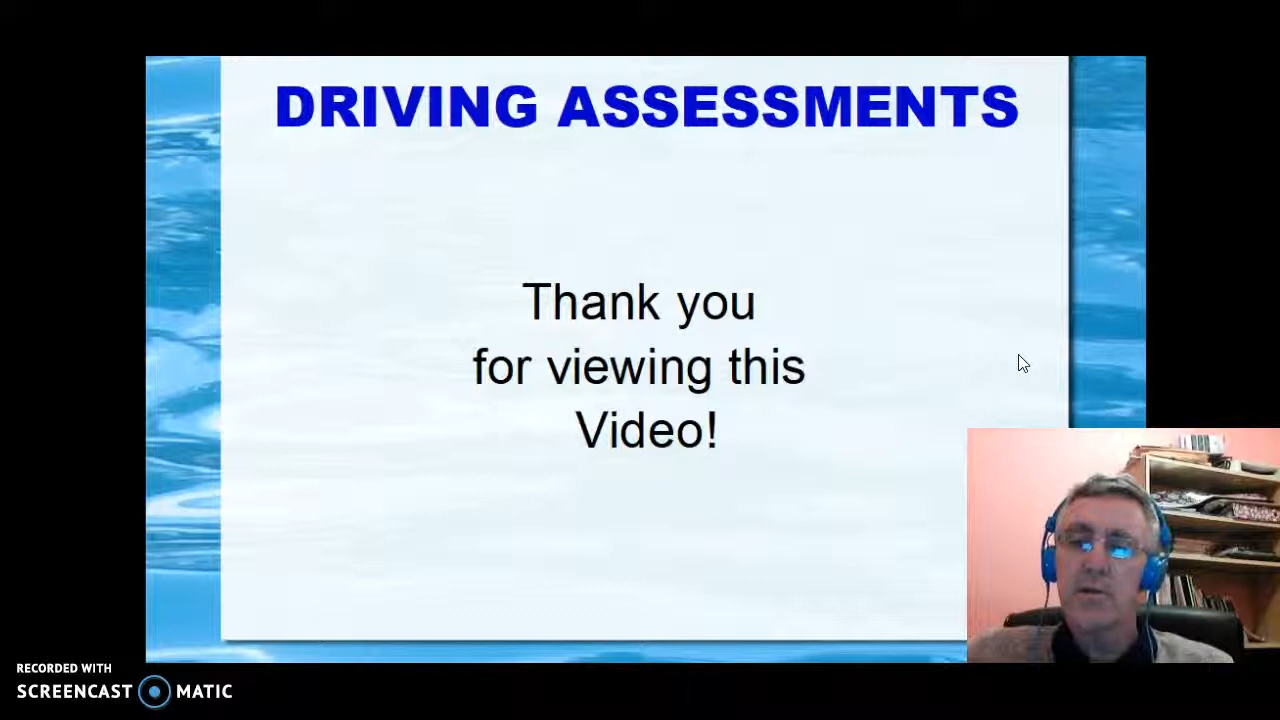 DRIVING ASSESSMENTS
Thank you
for viewing this
Video!
RECORDED WITH
SCREENCAST MATIC